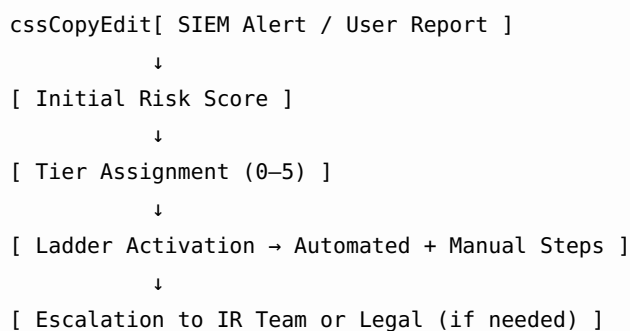 cssCopyEdit[ SIEM Alert / User Report ]
↓
[ Initial Risk Score ]
↓
[ Tier Assignment (0–5) ]
↓
[ Ladder Activation → Automated + Manual Steps ]
↓
[ Escalation to IR Team or Legal (if needed) ]